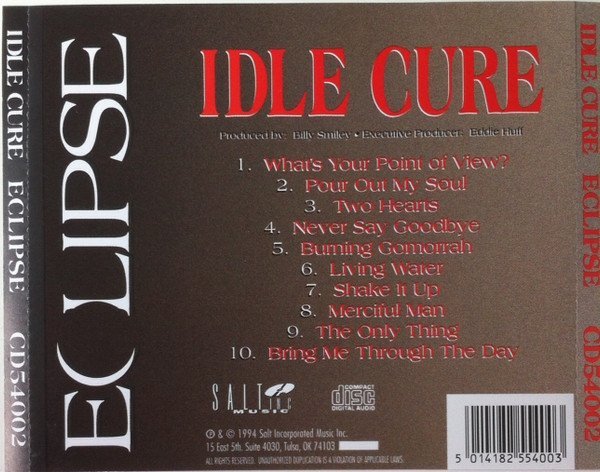 IDLE CURE ECLIPSE CD54002
ECLIPSE
IDLE CURE
Produced by: Billy Smiley • Executive Producer: Eddie Huff
1. What's Your Point of View?
2. Pour Out My Soul
3. Two Hearts
4. Never Say Goodbye
5. Burning Gomorrah
6. Living Water
7. Shake It Up
8. Merciful Man
9. The Only Thing
10. Bring Me Through The Day
SALT INC
MUSIC
COMPACT
disc
DIGITAL AUDIO
℗ & © 1994 Salt Incorporated Music Inc.
15 East 5th. Suite 4030, Tulsa, OK 74103
ALL RIGHTS RESERVED. UNAUTHORIZED DUPLICATION IS A VIOLATION OF APPLICABLE LAWS.
5 014182 554003
IDLE CURE ECLIPSE CD54002